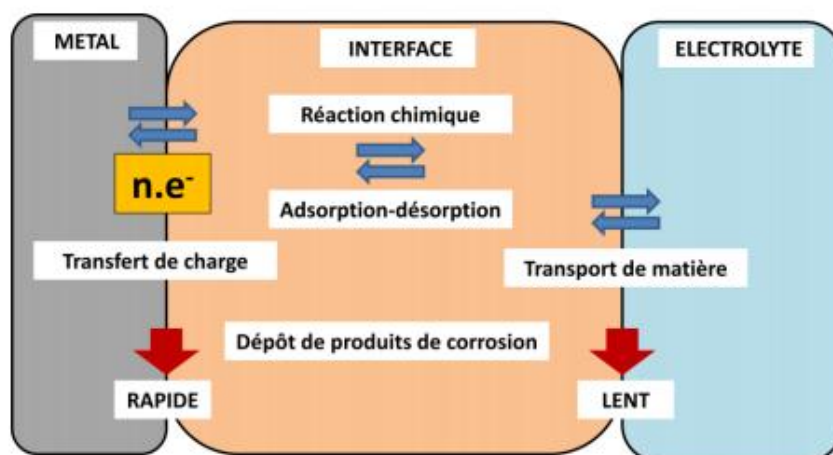 METAL
INTERFACE
ELECTROLYTE
Réaction chimique
n.e-
Adsorption-désorption
Transfert de charge
Transport de matière
Dépôt de produits de corrosion
RAPIDE
LENT